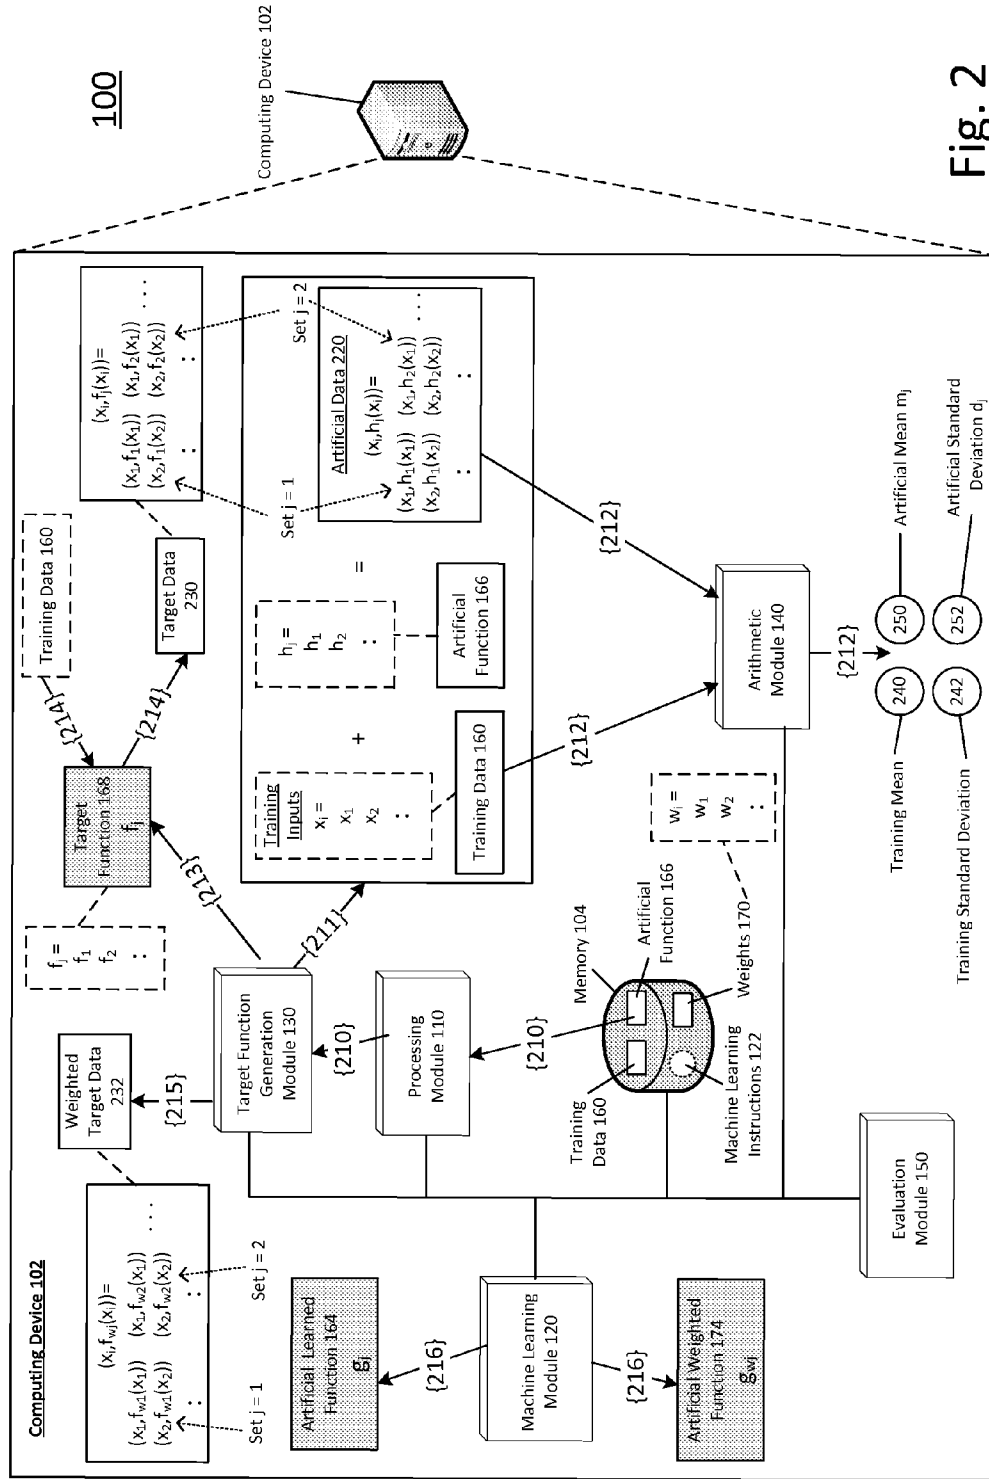 100
Computing Device 102
Fig. 2
Computing Device 102
(xᵢ,f_wj(xᵢ))=
(x₁,f_w1(x₁)) (x₁,f_w2(x₁)) . . . .
(x₂,f_w1(x₂)) (x₂,f_w2(x₂))
: :
Set j = 1
Set j = 2
Weighted
Target Data
232
{215}
fⱼ =
f₁
f₂
:
Target
Function 168
fⱼ
{213}
{214}
{214}
Training Data 160
Target Data
230
(xᵢ,fⱼ(xᵢ))=
(x₁,f₁(x₁)) (x₁,f₂(x₁)) . . . .
(x₂,f₁(x₂)) (x₂,f₂(x₂))
: :
Set j = 1
Set j = 2
Target Function
Generation
Module 130
{211}
Training
Inputs
xᵢ =
x₁
x₂
:
Training Data 160
+
hⱼ =
h₁
h₂
:
Artificial
Function 166
=
Artificial Data 220
(xᵢ,hⱼ(xᵢ))=
(x₁,h₁(x₁)) (x₁,h₂(x₁)) . . . .
(x₂,h₁(x₂)) (x₂,h₂(x₂))
: :
{210}
Processing
Module 110
{210}
Artificial Learned
Function 164
gⱼ
{216}
Machine Learning
Module 120
{216}
Artificial Weighted
Function 174
g_wj
Training
Data 160
Memory 104
Artificial
Function 166
Machine Learning
Instructions 122
Weights 170
wᵢ =
w₁
w₂
:
{212}
{212}
Arithmetic
Module 140
{212}
Evaluation
Module 150
Training Mean
240
250
Artificial Mean mⱼ
Training Standard Deviation
242
252
Artificial Standard
Deviation dⱼ